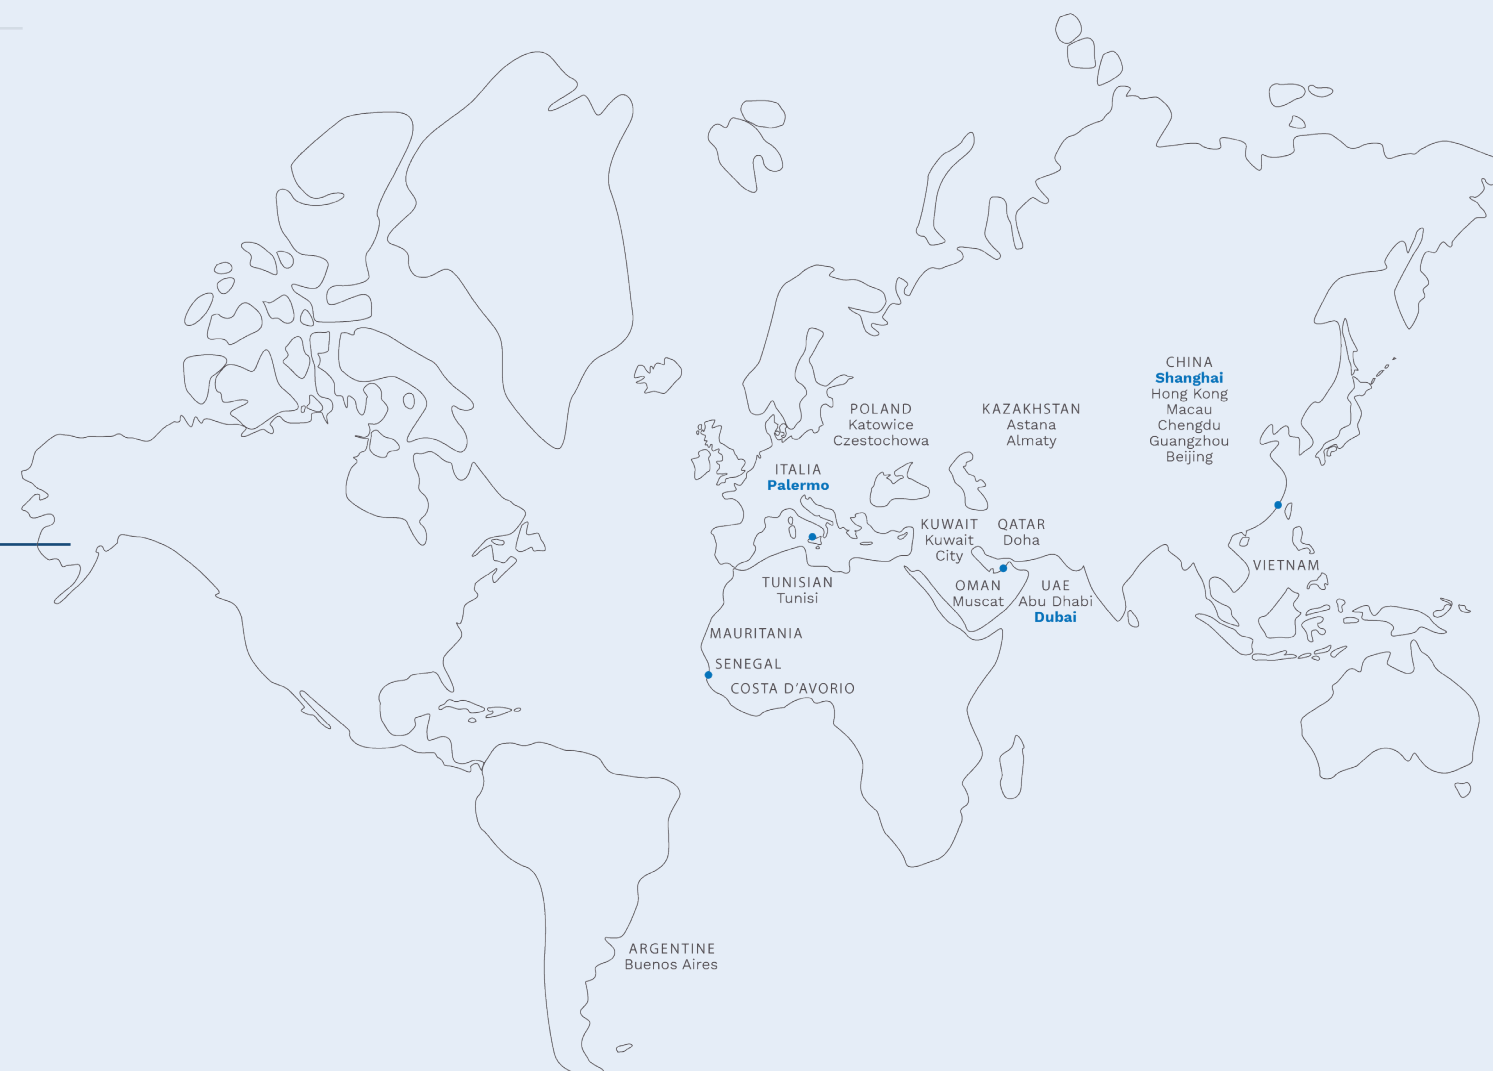 CHINA
Shanghai
Hong Kong
Macau
Chengdu
Guangzhou
Beijing
POLAND
Katowice
Czestochowa
KAZAKHSTAN
Astana
Almaty
ITALIA
Palermo
KUWAIT
Kuwait
City
QATAR
Doha
VIETNAM
TUNISIAN
Tunisi
OMAN
Muscat
UAE
Abu Dhabi
Dubai
MAURITANIA
SENEGAL
COSTA D'AVORIO
ARGENTINE
Buenos Aires